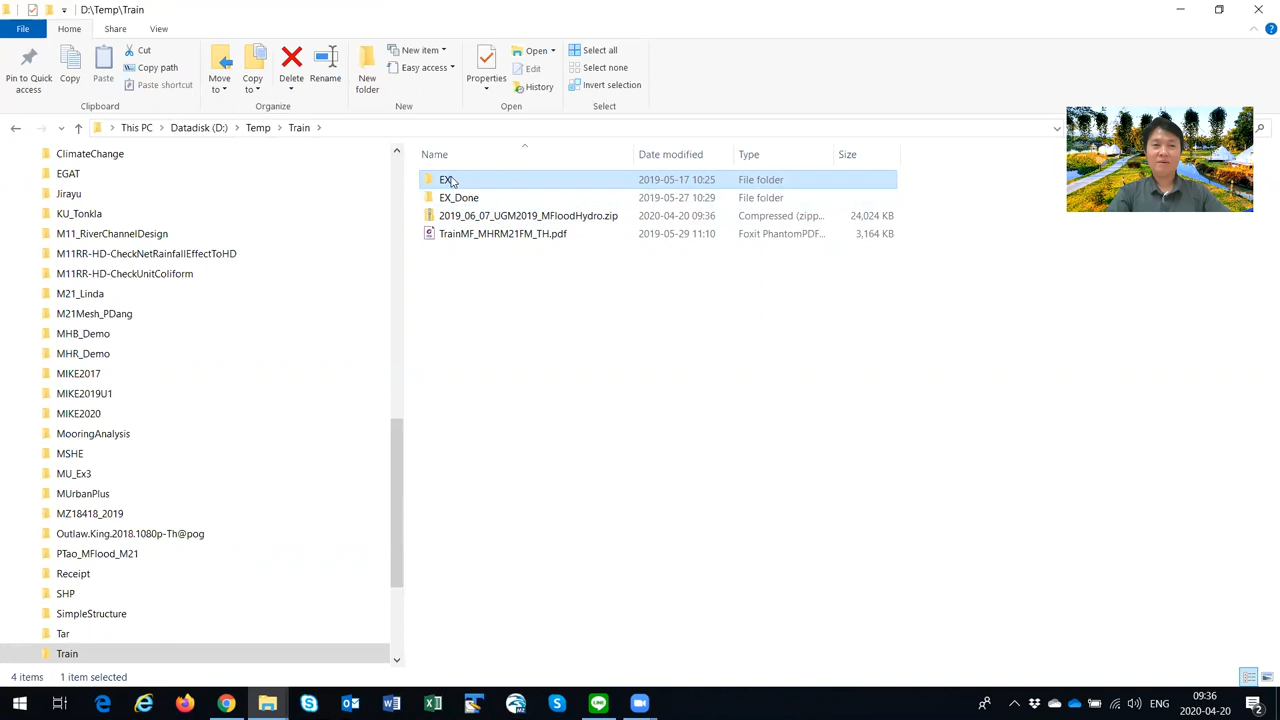 D:\Temp\Train
File
Home
Share
View
Pin to Quick access
Copy
Paste
Cut
Copy path
Paste shortcut
Clipboard
Move to
Copy to
Delete
Rename
Organize
New folder
New item
Easy access
New
Properties
Open
Edit
History
Open
Select all
Select none
Invert selection
Select
This PC > Datadisk (D:) > Temp > Train >
ClimateChange
EGAT
Jirayu
KU_Tonkla
M11_RiverChannelDesign
M11RR-HD-CheckNetRainfallEffectToHD
M11RR-HD-CheckUnitColiform
M21_Linda
M21Mesh_PDang
MHB_Demo
MHR_Demo
MIKE2017
MIKE2019U1
MIKE2020
MooringAnalysis
MSHE
MU_Ex3
MUrbanPlus
MZ18418_2019
Outlaw.King.2018.1080p-Th@pog
PTao_MFlood_M21
Receipt
SHP
SimpleStructure
Tar
Train
Name Date modified Type Size
EX 2019-05-17 10:25 File folder
EX_Done 2019-05-27 10:29 File folder
2019_06_07_UGM2019_MFloodHydro.zip 2020-04-20 09:36 Compressed (zipp... 24,024 KB
TrainMF_MHRM21FM_TH.pdf 2019-05-29 11:10 Foxit PhantomPDF... 3,164 KB
4 items 1 item selected
ENG
09:36
2020-04-20
2